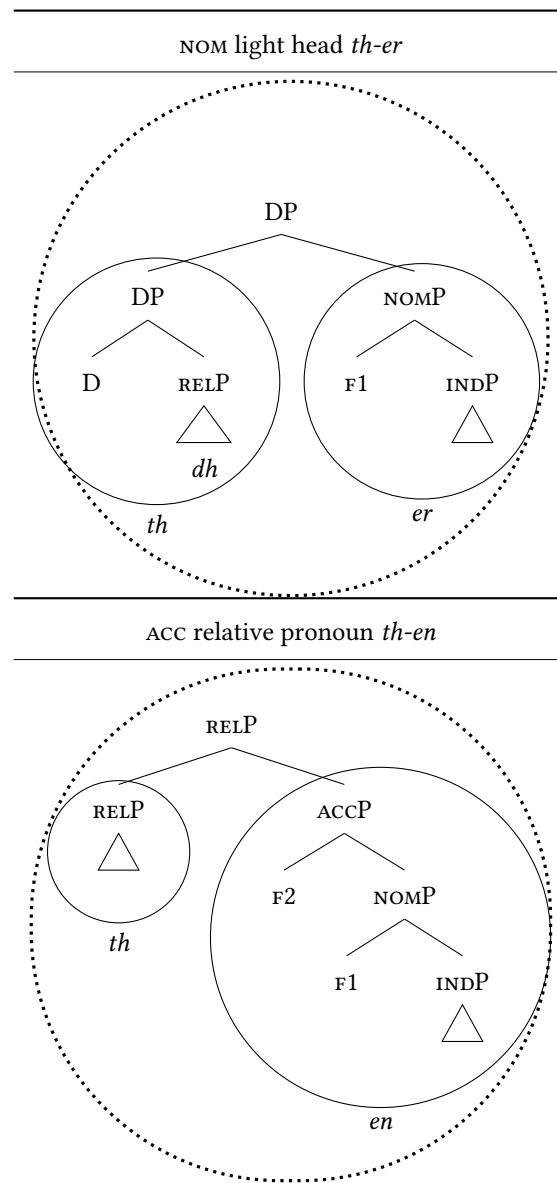 NOM light head th-er
DP
DP NOMP
D RELP F1 INDP
dh
th er
ACC relative pronoun th-en
RELP
RELP ACCP
F2 NOMP
th F1 INDP
en